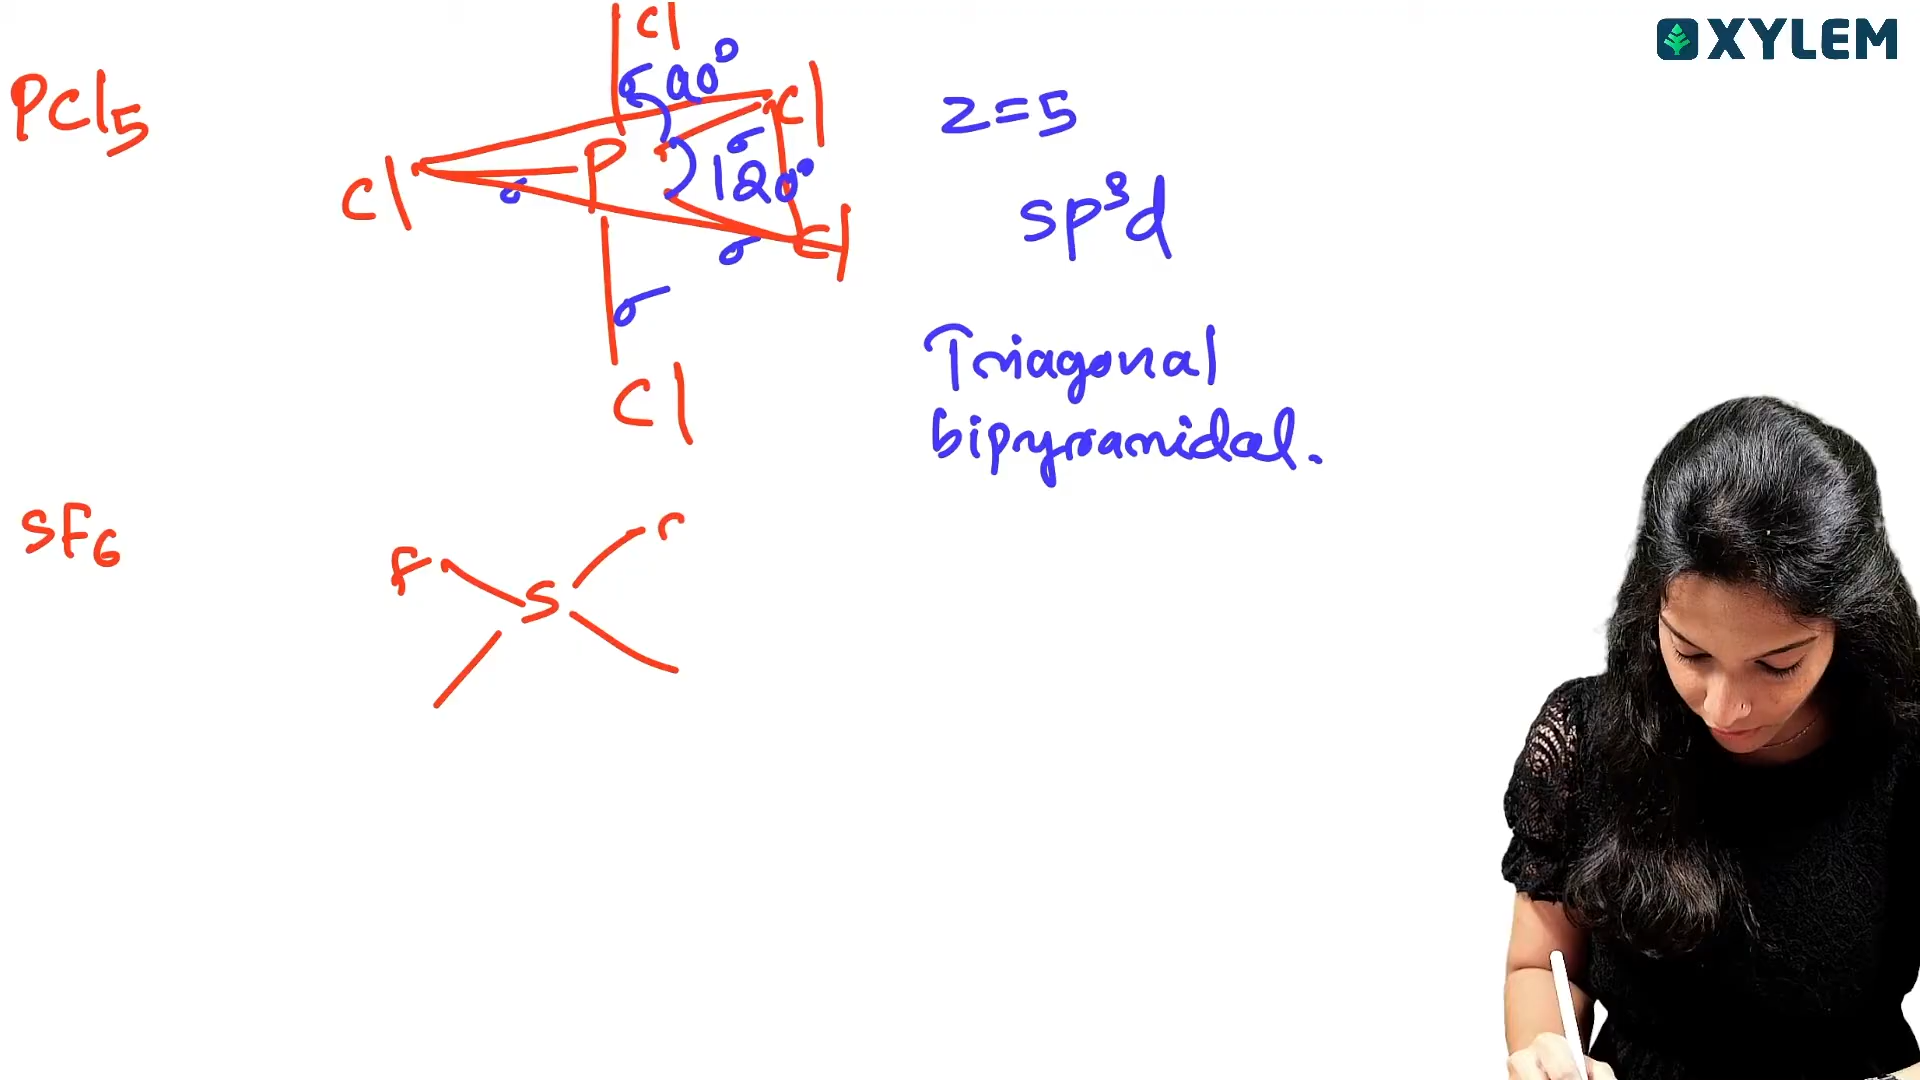 XYLEM
PCl5
Cl
σ 90°
Cl
σ
Cl
σ
P
120°
σ
Cl
σ
Cl
z=5
sp³d
Triagonal
bipyramidal.
SF6
F
S